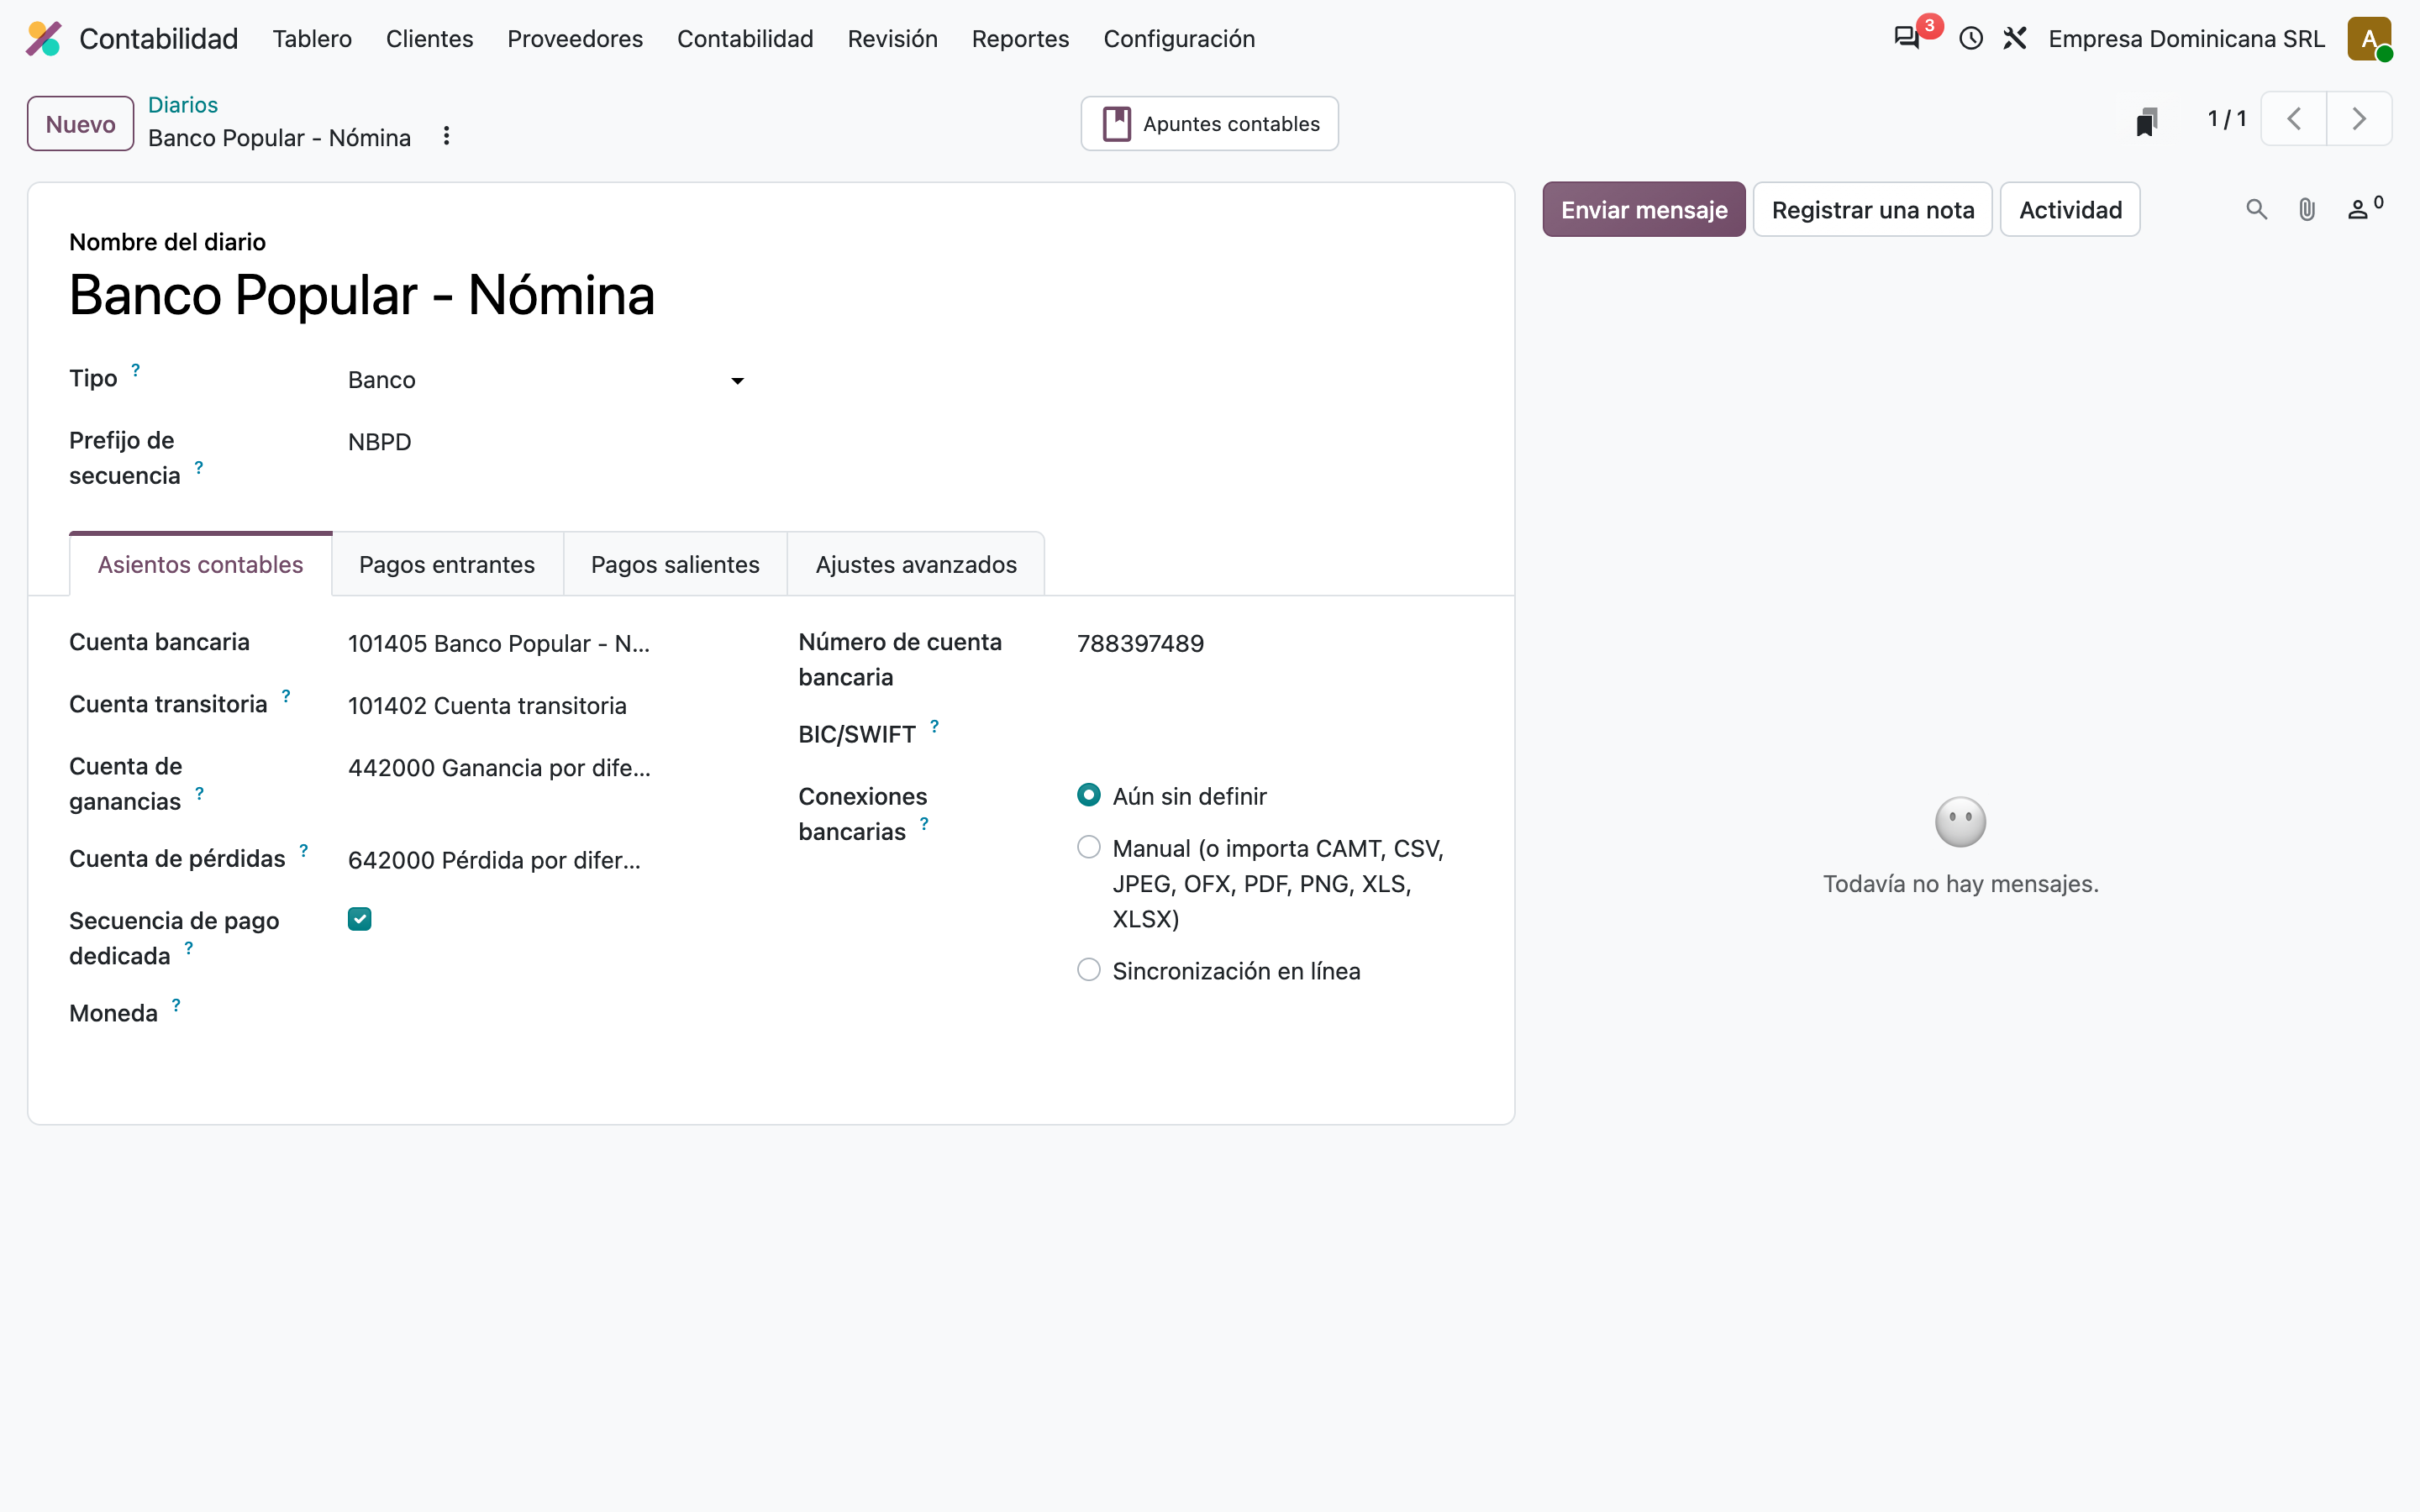 Contabilidad Tablero Clientes Proveedores Contabilidad Revisión Reportes Configuración 3 Empresa Dominicana SRL A
Nuevo
Diarios
Banco Popular - Nómina
Apuntes contables
1 / 1
Enviar mensaje Registrar una nota Actividad 0
Nombre del diario
Banco Popular - Nómina
Tipo ? Banco
Prefijo de
secuencia ?
NBPD
Asientos contables Pagos entrantes Pagos salientes Ajustes avanzados
Cuenta bancaria 101405 Banco Popular - N...
Cuenta transitoria ? 101402 Cuenta transitoria
Cuenta de
ganancias ?
442000 Ganancia por dife...
Cuenta de pérdidas ? 642000 Pérdida por difer...
Secuencia de pago
dedicada ?
Moneda ?
Número de cuenta
bancaria
788397489
BIC/SWIFT ?
Conexiones
bancarias ?
Aún sin definir
Manual (o importa CAMT, CSV,
JPEG, OFX, PDF, PNG, XLS,
XLSX)
Sincronización en línea
Todavía no hay mensajes.